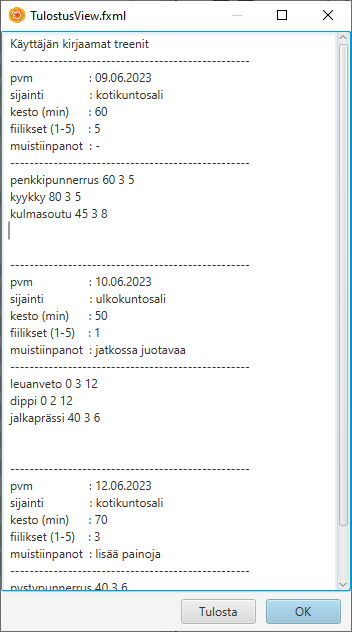 TulostusView.fxml
Käyttäjän kirjaamat treenit
----------------------------------------------------------
pvm : 09.06.2023
sijainti : kotikuntosali
kesto (min) : 60
fiilikset (1-5) : 5
muistiinpanot : -
----------------------------------------------------------
penkkipunnerrus 60 3 5
kyykky 80 3 5
kulmasoutu 45 3 8
----------------------------------------------------------
pvm : 10.06.2023
sijainti : ulkokuntosali
kesto (min) : 50
fiilikset (1-5) : 1
muistiinpanot : jatkossa juotavaa
----------------------------------------------------------
leuanveto 0 3 12
dippi 0 2 12
jalkaprässi 40 3 6
----------------------------------------------------------
pvm : 12.06.2023
sijainti : kotikuntosali
kesto (min) : 70
fiilikset (1-5) : 3
muistiinpanot : lisää painoja
----------------------------------------------------------
pystypunnerrus 40 3 6
Tulosta OK